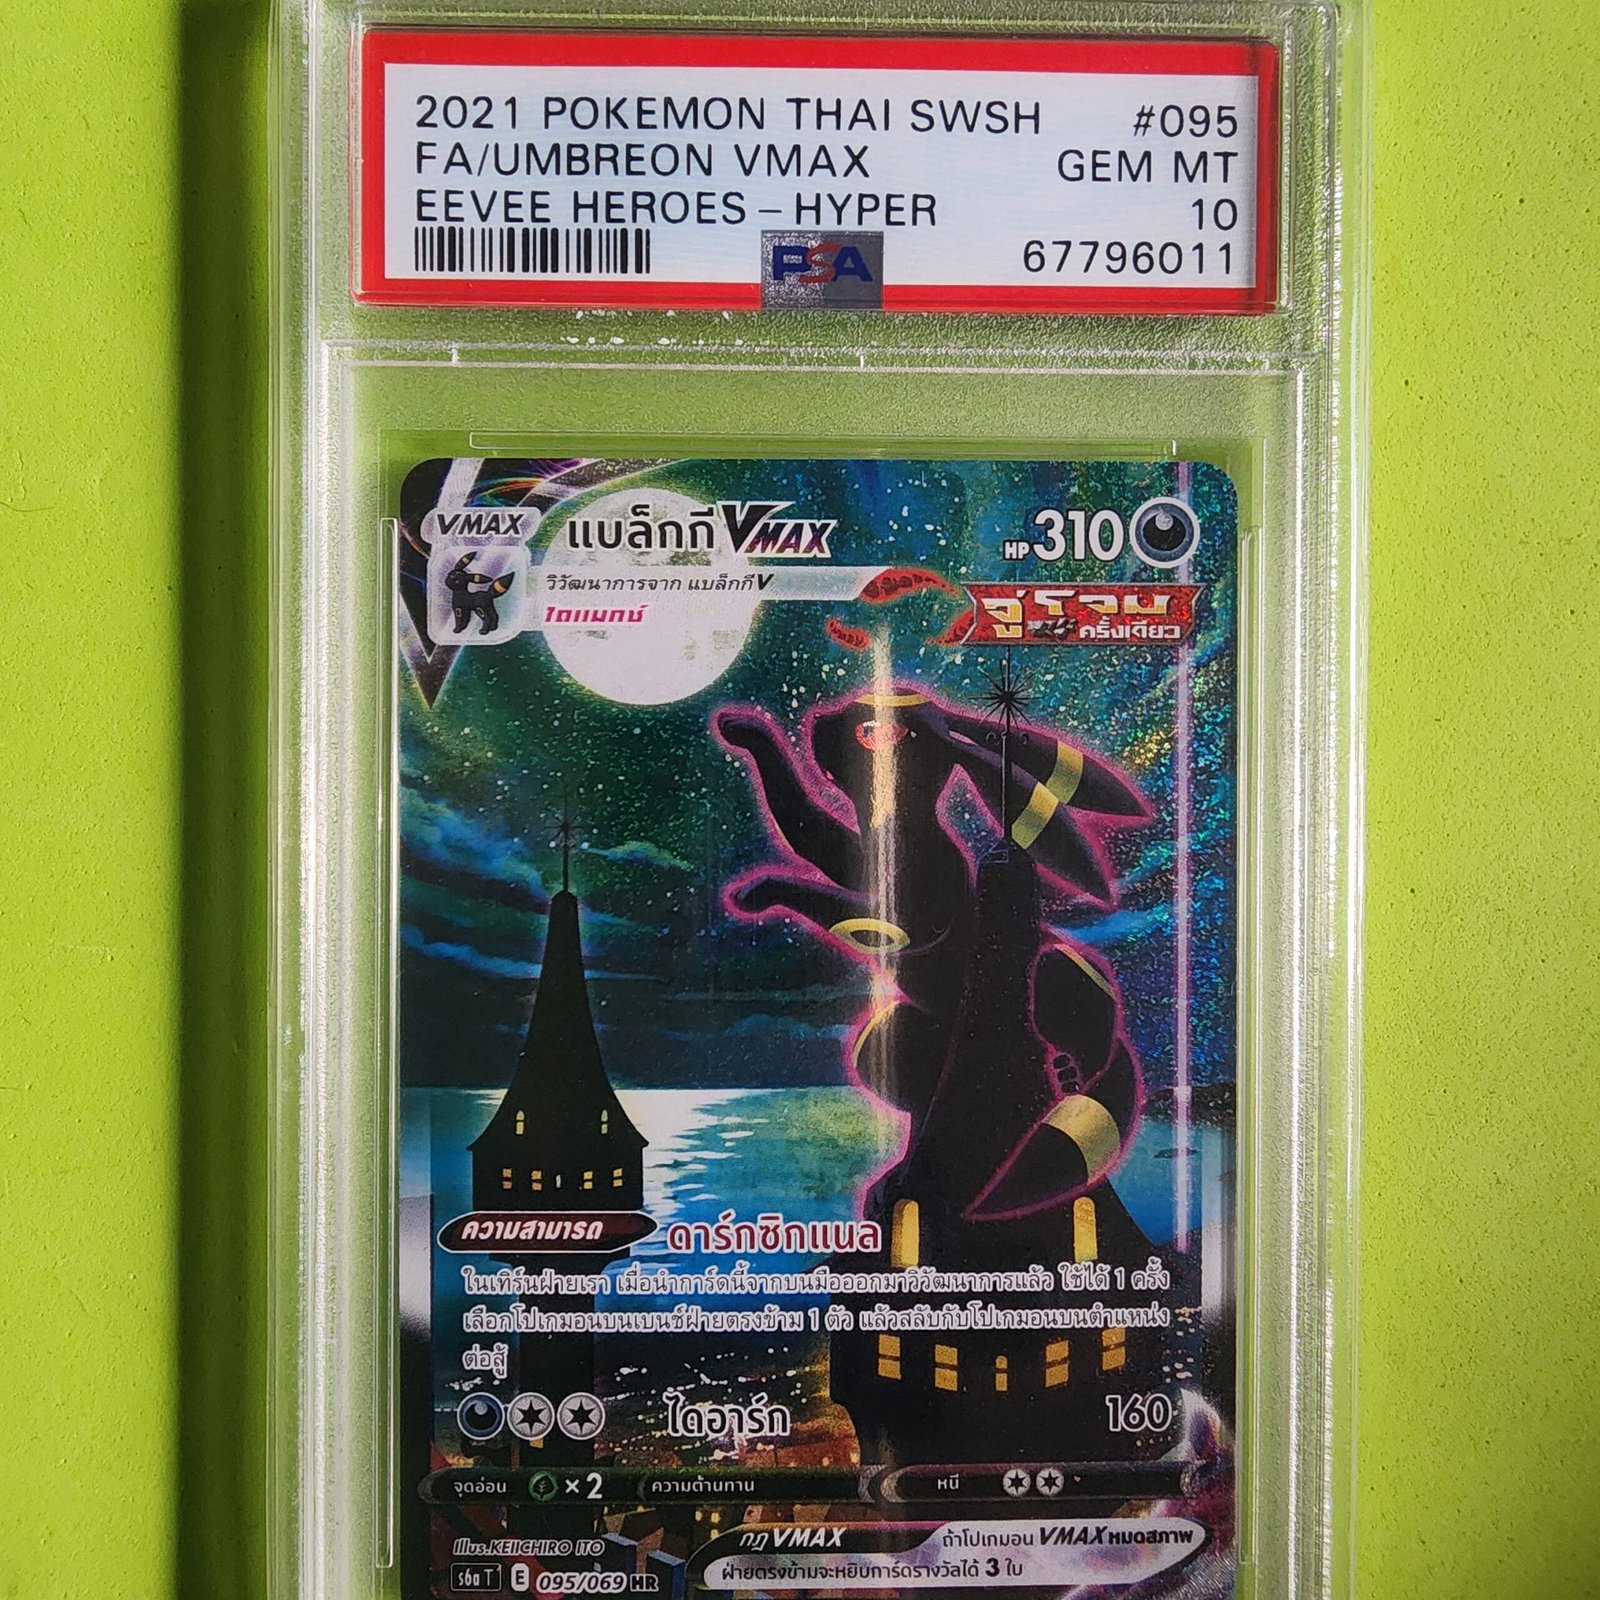 2021 POKEMON THAI SWSH #095
FA/UMBREON VMAX GEM MT
EEVEE HEROES – HYPER 10
PSA 67796011
VMAX แบล็กกี VMAX HP 310
วิวัฒนาการจาก แบล็กกีV
ไดแมกซ์
จู่โจม
ครั้งเดียว
ความสามารถ ดาร์กซิกแนล
ในเทิร์นฝ่ายเรา เมื่อนำการ์ดนี้จากบนมือออกมาวิวัฒนาการแล้ว ใช้ได้ 1 ครั้ง
เลือกโปเกมอนบนเบนช์ฝ่ายตรงข้าม 1 ตัว แล้วสลับกับโปเกมอนบนตำแหน่ง
ต่อสู้
ไดอาร์ก 160
จุดอ่อน ×2 ความต้านทาน หนี
Illus.KEIICHIRO ITO
s6a T E 095/069 HR
กฎ VMAX ถ้าโปเกมอน VMAX หมดสภาพ
ฝ่ายตรงข้ามจะหยิบการ์ดรางวัลได้ 3 ใบ